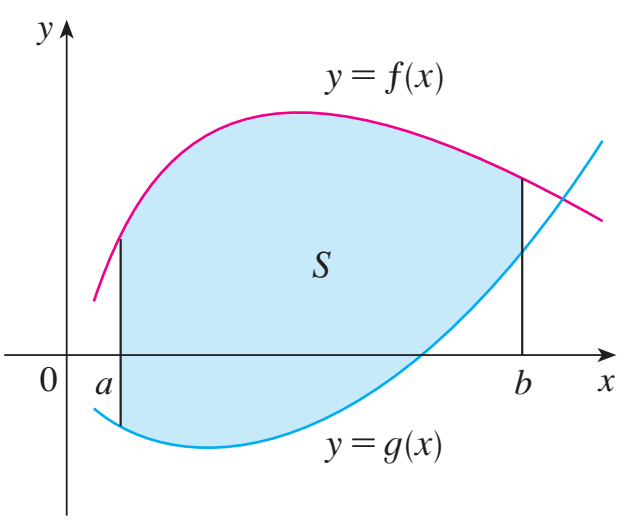 y
y = f(x)
S
0 a b x
y = g(x)